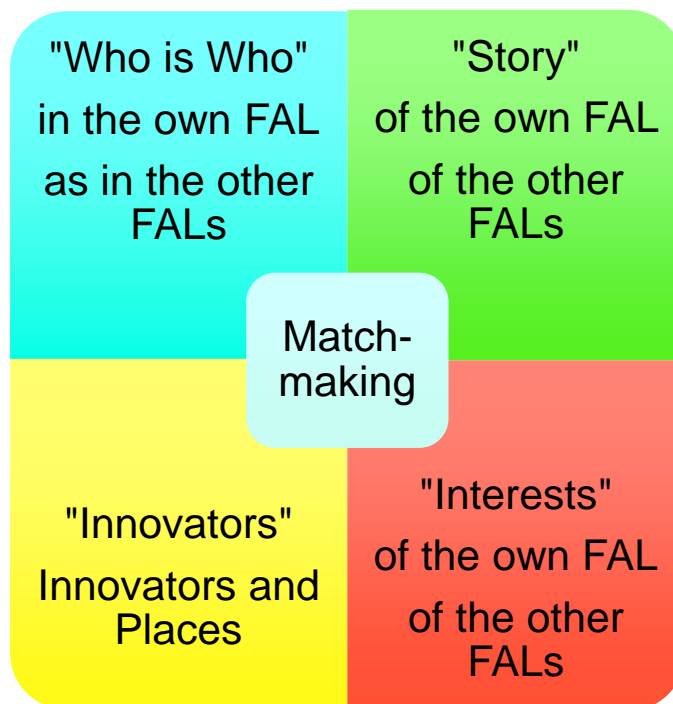 "Who is Who"
in the own FAL
as in the other
FALs
"Story"
of the own FAL
of the other
FALs
Match-
making
"Innovators"
Innovators and
Places
"Interests"
of the own FAL
of the other
FALs